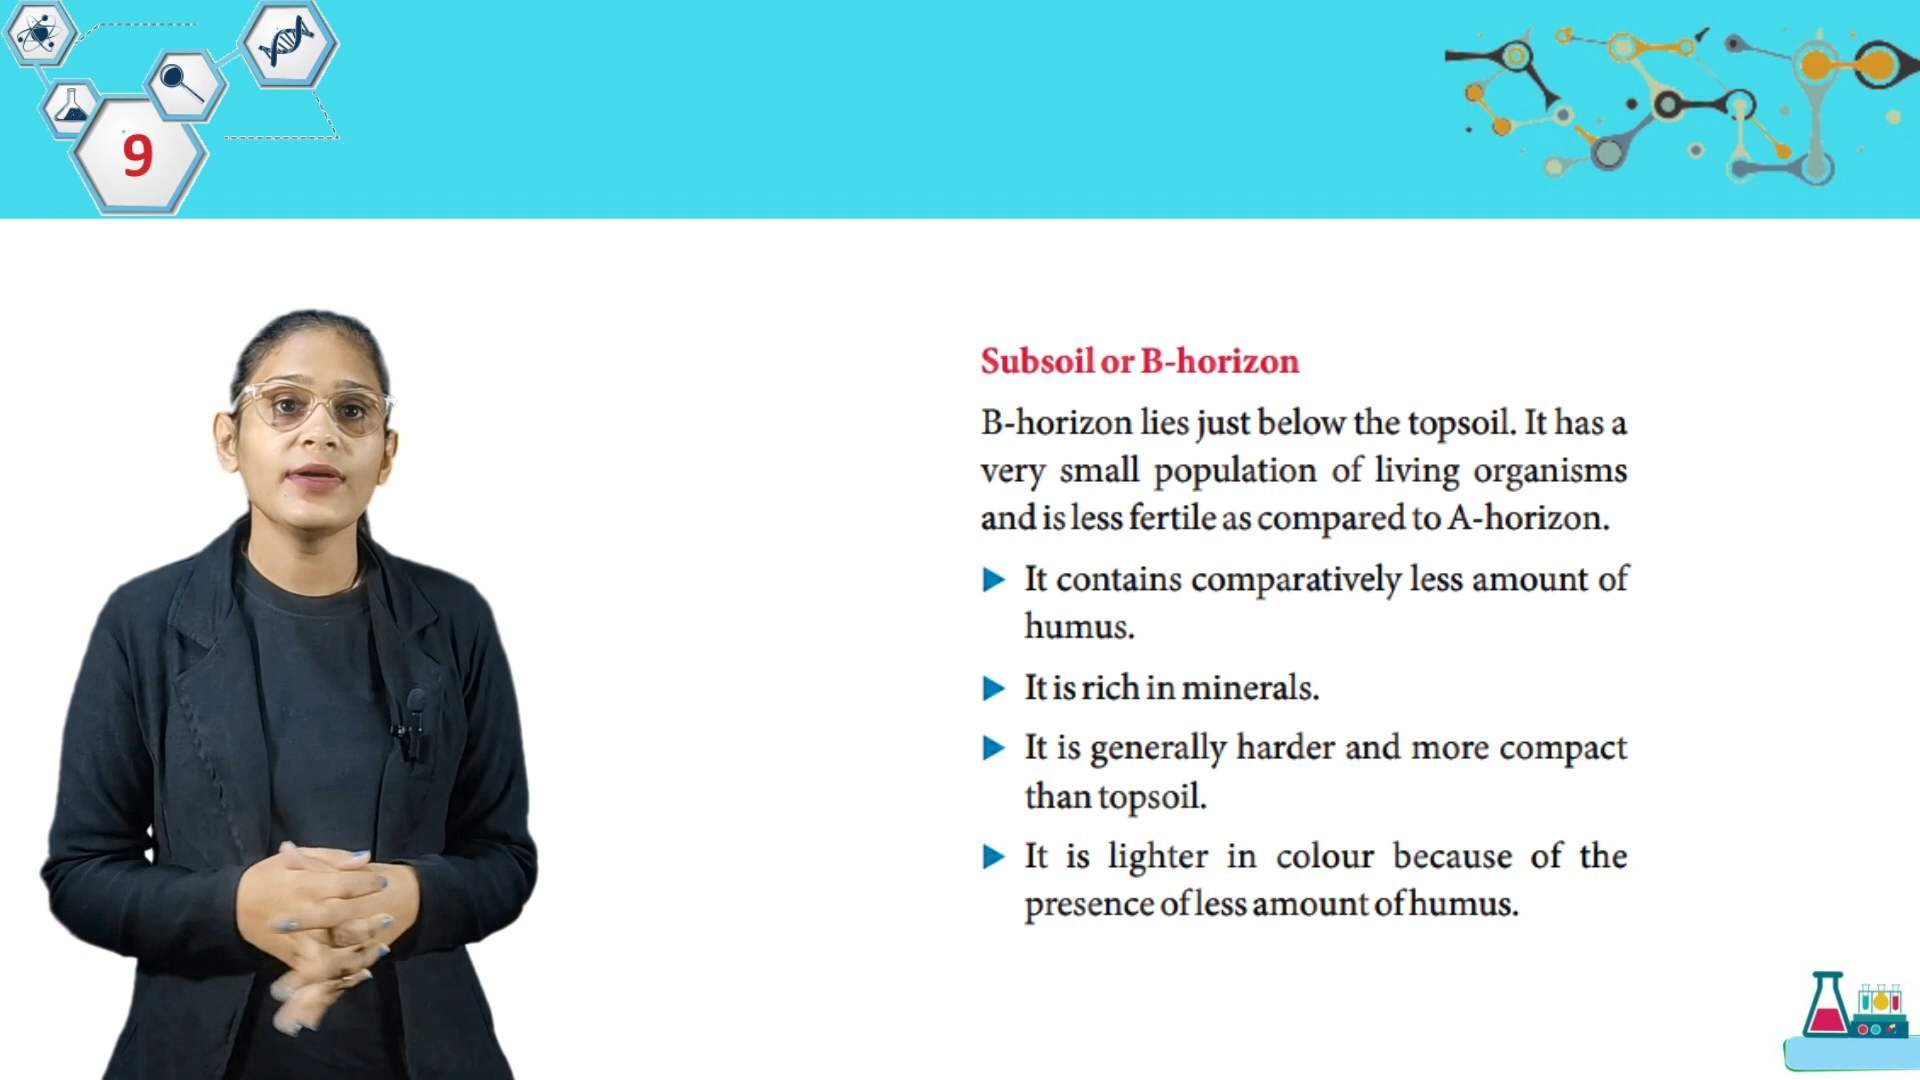 9
Subsoil or B-horizon
B-horizon lies just below the topsoil. It has a
very small population of living organisms
and is less fertile as compared to A-horizon.
It contains comparatively less amount of
humus.
It is rich in minerals.
It is generally harder and more compact
than topsoil.
It is lighter in colour because of the
presence of less amount of humus.